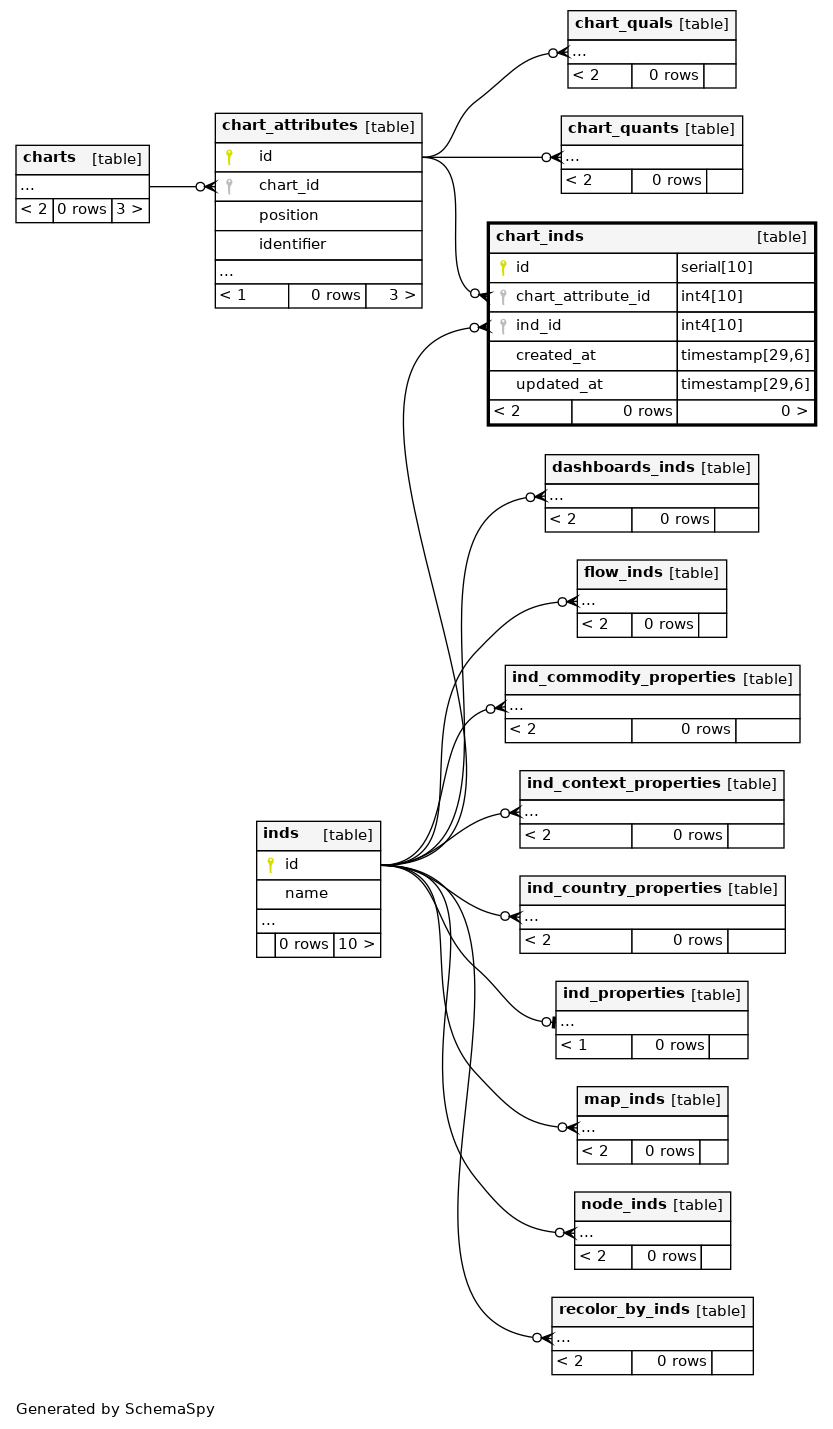 chart_quals [table]
...
< 2 0 rows
chart_attributes [table]
id
chart_id
position
identifier
...
< 1 0 rows 3 >
chart_quants [table]
...
< 2 0 rows
charts [table]
...
< 2 0 rows 3 >
chart_inds [table]
id serial[10]
chart_attribute_id int4[10]
ind_id int4[10]
created_at timestamp[29,6]
updated_at timestamp[29,6]
< 2 0 rows 0 >
dashboards_inds [table]
...
< 2 0 rows
flow_inds [table]
...
< 2 0 rows
ind_commodity_properties [table]
...
< 2 0 rows
ind_context_properties [table]
...
< 2 0 rows
inds [table]
id
name
...
0 rows 10 >
ind_country_properties [table]
...
< 2 0 rows
ind_properties [table]
...
< 1 0 rows
map_inds [table]
...
< 2 0 rows
node_inds [table]
...
< 2 0 rows
recolor_by_inds [table]
...
< 2 0 rows
Generated by SchemaSpy